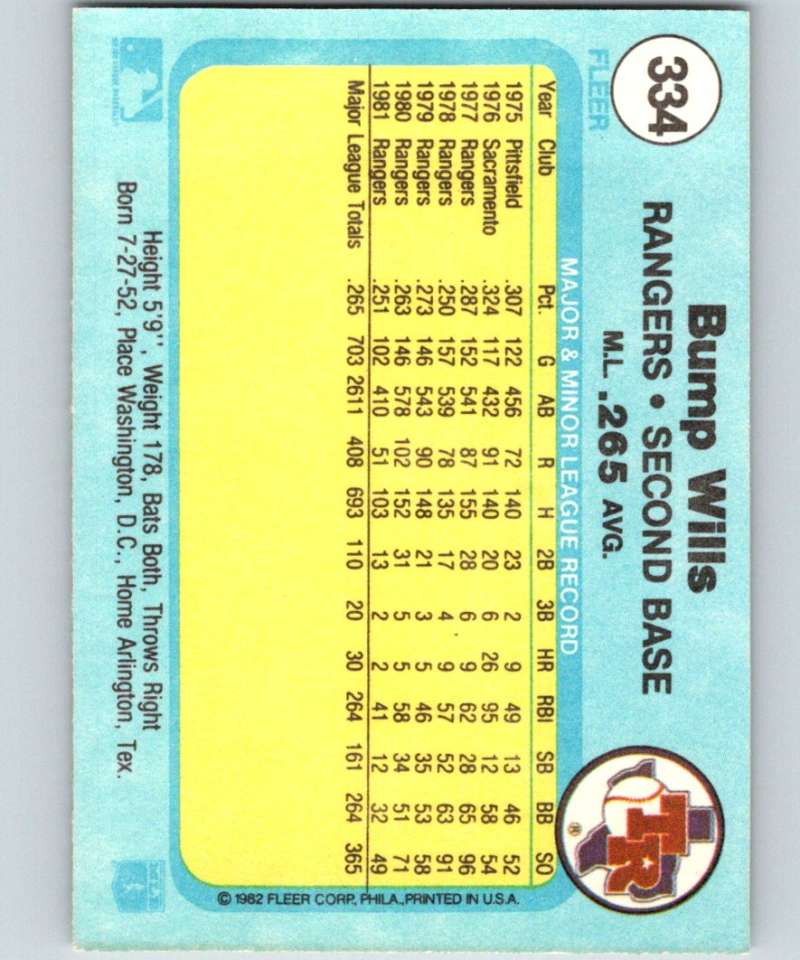 334
FLEER
Bump Wills
RANGERS • SECOND BASE
M.L. .265 AVG.
TR
®
MAJOR & MINOR LEAGUE RECORD
Year Club Pct. G AB R H 2B 3B HR RBI SB BB SO
1975 Pittsfield .307 122 456 72 140 23 2 9 49 13 46 52
1976 Sacramento .324 117 432 91 140 20 6 26 95 12 58 54
1977 Rangers .287 152 541 87 155 28 6 9 62 28 65 96
1978 Rangers .250 157 539 78 135 17 4 9 57 52 63 91
1979 Rangers .273 146 543 90 148 21 3 5 46 35 53 58
1980 Rangers .263 146 578 102 152 31 5 5 58 34 51 71
1981 Rangers .251 102 410 51 103 13 2 2 41 12 32 49
Major League Totals .265 703 2611 408 693 110 20 30 264 161 264 365
Height 5'9'', Weight 178, Bats Both, Throws Right
Born 7-27-52, Place Washington, D.C., Home Arlington, Tex.
© 1982 FLEER CORP., PHILA., PRINTED IN U.S.A.